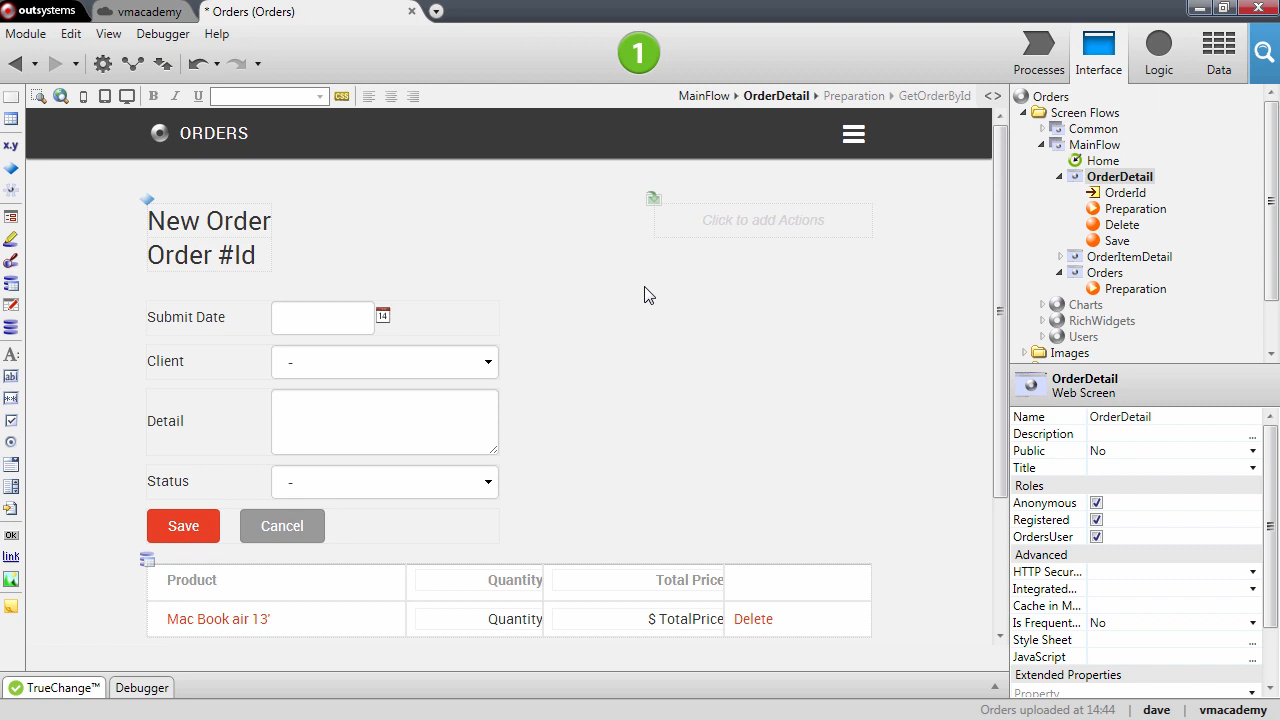 outsystems
vmacademy
* Orders (Orders)
Module Edit View Debugger Help
1
Processes Interface Logic Data
B I U CSS
MainFlow OrderDetail Preparation GetOrderById <>
ORDERS
New Order
Order #Id
Click to add Actions
Submit Date
14
Client -
Detail
Status -
Save Cancel
Product Quantity Total Price
Mac Book air 13' Quantity $ TotalPrice Delete
x.y
A
ab
OK
link
Orders
Screen Flows
Common
MainFlow
Home
OrderDetail
OrderId
Preparation
Delete
Save
OrderItemDetail
Orders
Preparation
Charts
RichWidgets
Users
Images
OrderDetail
Web Screen
Name OrderDetail
Description ...
Public No
Title
Roles
Anonymous
Registered
OrdersUser
Advanced
HTTP Secur...
Integrated...
Cache in M...
Is Frequent... No
Style Sheet ...
JavaScript ...
Extended Properties
Property
TrueChange™ Debugger
Orders uploaded at 14:44 | dave | vmacademy